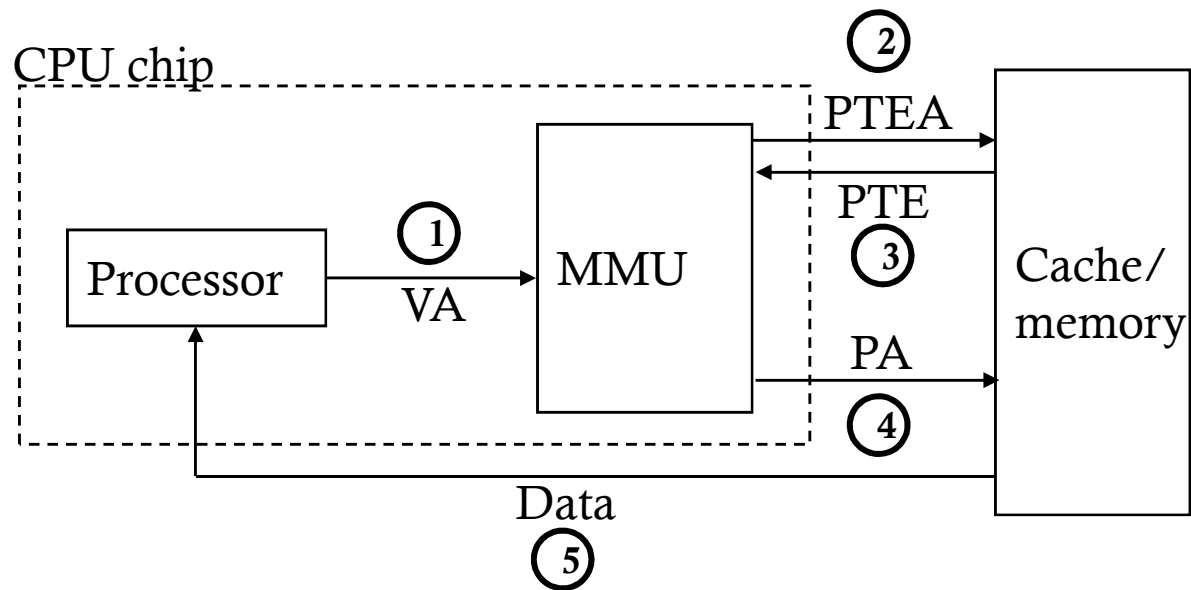 2
CPU chip
PTEA
PTE
1
3
Processor
VA
MMU
Cache/
memory
PA
4
Data
5